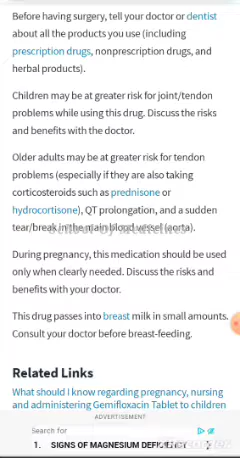 Before having surgery, tell your doctor or dentist
about all the products you use (including
prescription drugs, nonprescription drugs, and
herbal products).
Children may be at greater risk for joint/tendon
problems while using this drug. Discuss the risks
and benefits with the doctor.
Older adults may be at greater risk for tendon
problems (especially if they are also taking
corticosteroids such as prednisone or
hydrocortisone), QT prolongation, and a sudden
tear/break in the main blood vessel (aorta).
During pregnancy, this medication should be used
only when clearly needed. Discuss the risks and
benefits with your doctor.
This drug passes into breast milk in small amounts.
Consult your doctor before breast-feeding.
Related Links
What should I know regarding pregnancy, nursing
and administering Gemifloxacin Tablet to children
ADVERTISEMENT
Search for
1. SIGNS OF MAGNESIUM DEFICIENCY